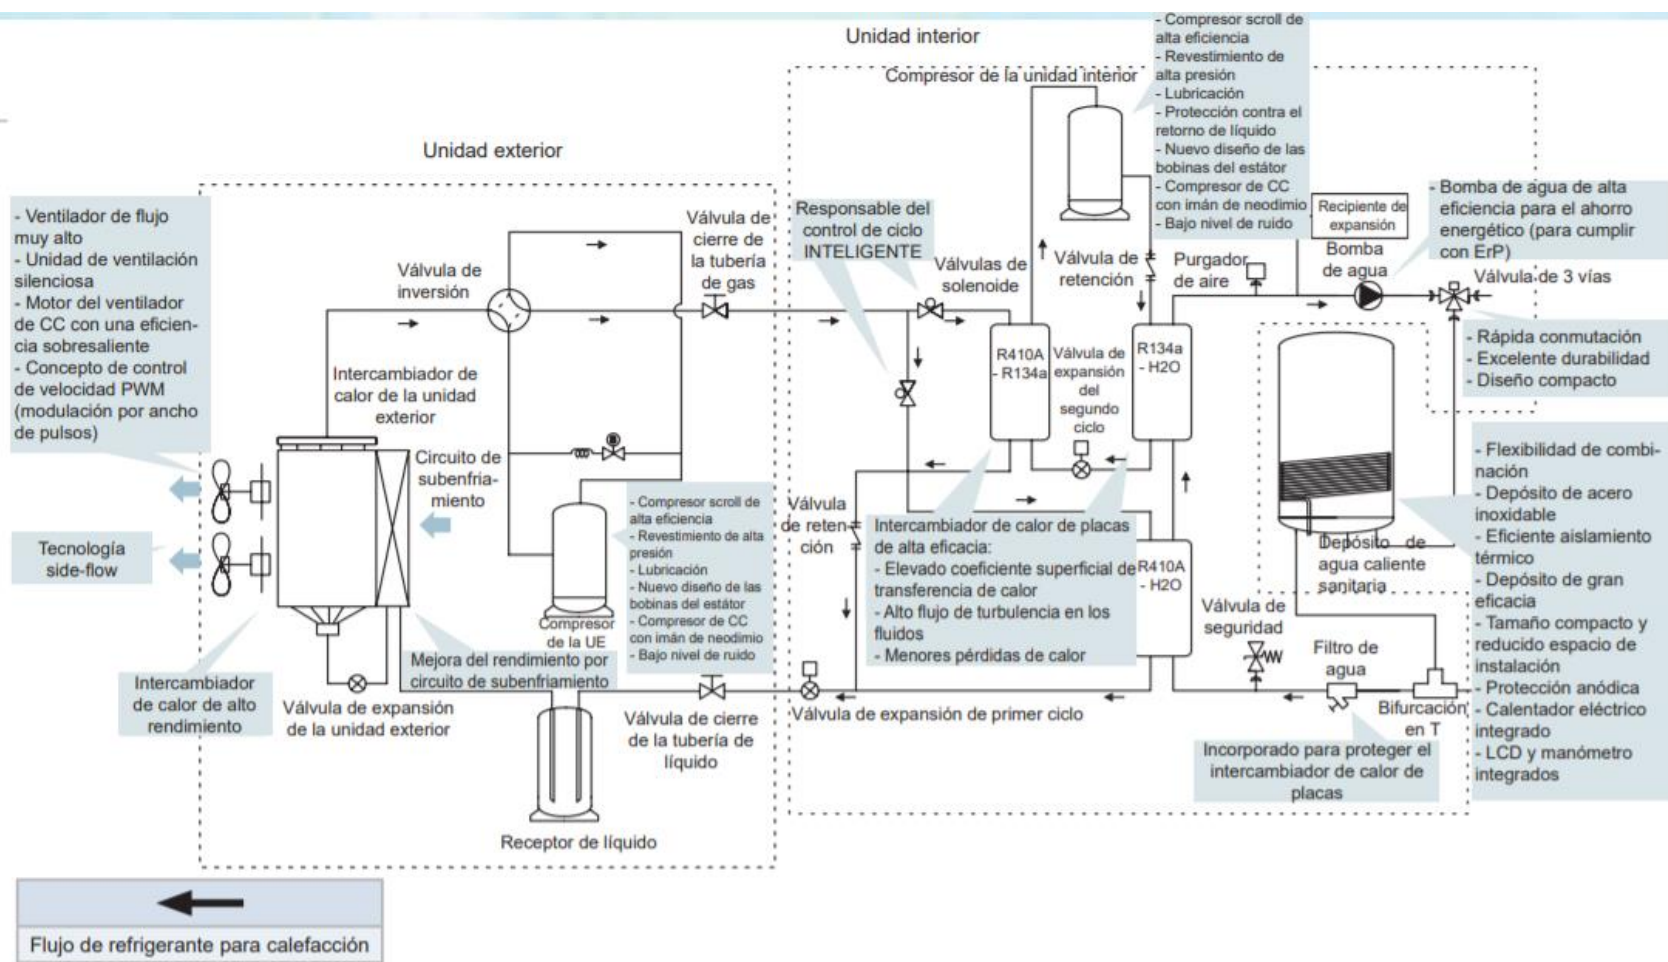 Unidad interior
Compresor de la unidad interior
- Compresor scroll de
alta eficiencia
- Revestimiento de
alta presión
- Lubricación
- Protección contra el
retorno de líquido
- Nuevo diseño de las
bobinas del estátor
- Compresor de CC
con imán de neodimio
- Bajo nivel de ruido
Unidad exterior
- Ventilador de flujo
muy alto
- Unidad de ventilación
silenciosa
- Motor del ventilador
de CC con una eficien-
cia sobresaliente
- Concepto de control
de velocidad PWM
(modulación por ancho
de pulsos)
Válvula de
inversión
Válvula de
cierre de
la tubería
de gas
Responsable del
control de ciclo
INTELIGENTE
Válvulas de
solenoide
Válvula de
retención
Purgador
de aire
Recipiente de
expansión
Bomba
de agua
- Bomba de agua de alta
eficiencia para el ahorro
energético (para cumplir
con ErP)
Válvula de 3 vías
- Rápida conmutación
- Excelente durabilidad
- Diseño compacto
Intercambiador de
calor de la unidad
exterior
R410A
- R134a
Válvula de
expansión
del
segundo
ciclo
R134a
- H2O
Circuito de
subenfria-
miento
- Compresor scroll de
alta eficiencia
- Revestimiento de alta
presión
- Lubricación
- Nuevo diseño de las
bobinas del estátor
- Compresor de CC
con imán de neodimio
- Bajo nivel de ruido
Válvula
de reten-
ción
Intercambiador de calor de placas
de alta eficacia:
- Elevado coeficiente superficial de
transferencia de calor
- Alto flujo de turbulencia en los
fluidos
- Menores pérdidas de calor
R410A
- H2O
Depósito de
agua caliente
sanitaria
- Flexibilidad de combi-
nación
- Depósito de acero
inoxidable
- Eficiente aislamiento
térmico
- Depósito de gran
eficacia
- Tamaño compacto y
reducido espacio de
instalación
- Protección anódica
- Calentador eléctrico
integrado
- LCD y manómetro
integrados
Tecnología
side-flow
Compresor
de la UE
Válvula de
seguridad
Filtro de
agua
Intercambiador
de calor de alto
rendimiento
Mejora del rendimiento por
circuito de subenfriamiento
Válvula de expansión
de la unidad exterior
Válvula de cierre
de la tubería de
líquido
Válvula de expansión de primer ciclo
Bifurcación
en T
Incorporado para proteger el
intercambiador de calor de
placas
Receptor de líquido
Flujo de refrigerante para calefacción